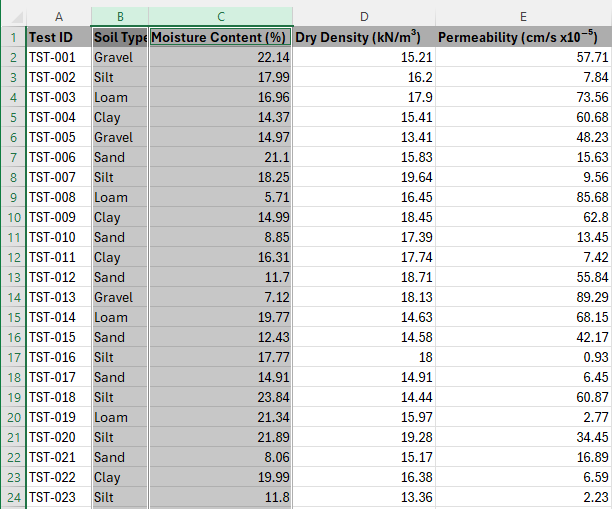 A B C D E
1 Test ID Soil Type Moisture Content (%) Dry Density (kN/m³) Permeability (cm/s x10⁻⁵)
2 TST-001 Gravel 22.14 15.21 57.71
3 TST-002 Silt 17.99 16.2 7.84
4 TST-003 Loam 16.96 17.9 73.56
5 TST-004 Clay 14.37 15.41 60.68
6 TST-005 Gravel 14.97 13.41 48.23
7 TST-006 Sand 21.1 15.83 15.63
8 TST-007 Silt 18.25 19.64 9.56
9 TST-008 Loam 5.71 16.45 85.68
10 TST-009 Clay 14.99 18.45 62.8
11 TST-010 Sand 8.85 17.39 13.45
12 TST-011 Clay 16.31 17.74 7.42
13 TST-012 Sand 11.7 18.71 55.84
14 TST-013 Gravel 7.12 18.13 89.29
15 TST-014 Loam 19.77 14.63 68.15
16 TST-015 Sand 12.43 14.58 42.17
17 TST-016 Silt 17.77 18 0.93
18 TST-017 Sand 14.91 14.91 6.45
19 TST-018 Silt 23.84 14.44 60.87
20 TST-019 Loam 21.34 15.97 2.77
21 TST-020 Silt 21.89 19.28 34.45
22 TST-021 Sand 8.06 15.17 16.89
23 TST-022 Clay 19.99 16.38 6.59
24 TST-023 Silt 11.8 13.36 2.23